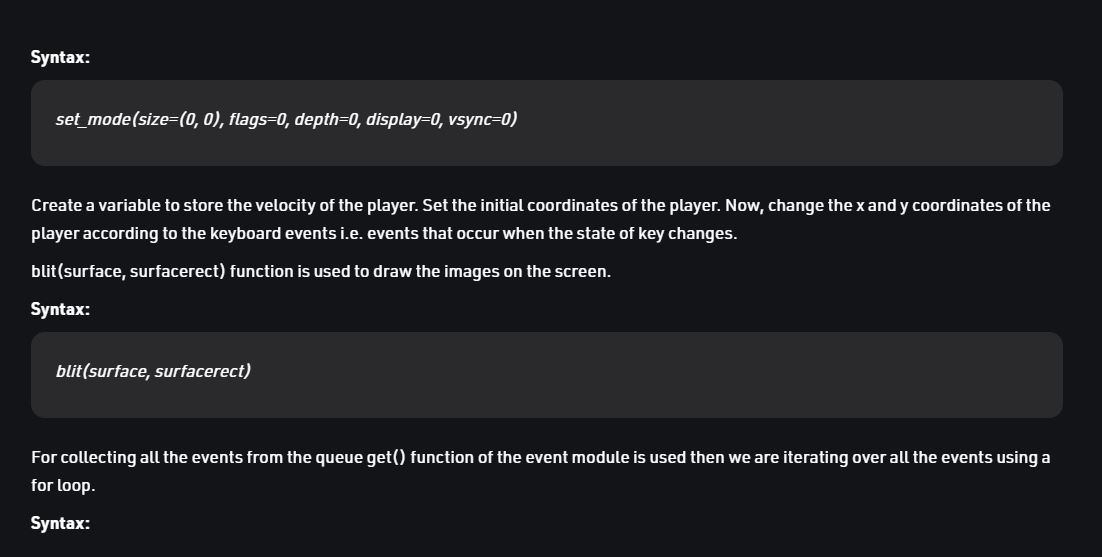 Syntax:
set_mode(size=(0, 0), flags=0, depth=0, display=0, vsync=0)
Create a variable to store the velocity of the player. Set the initial coordinates of the player. Now, change the x and y coordinates of the
player according to the keyboard events i.e. events that occur when the state of key changes.
blit(surface, surfacerect) function is used to draw the images on the screen.
Syntax:
blit(surface, surfacerect)
For collecting all the events from the queue get() function of the event module is used then we are iterating over all the events using a
for loop.
Syntax: